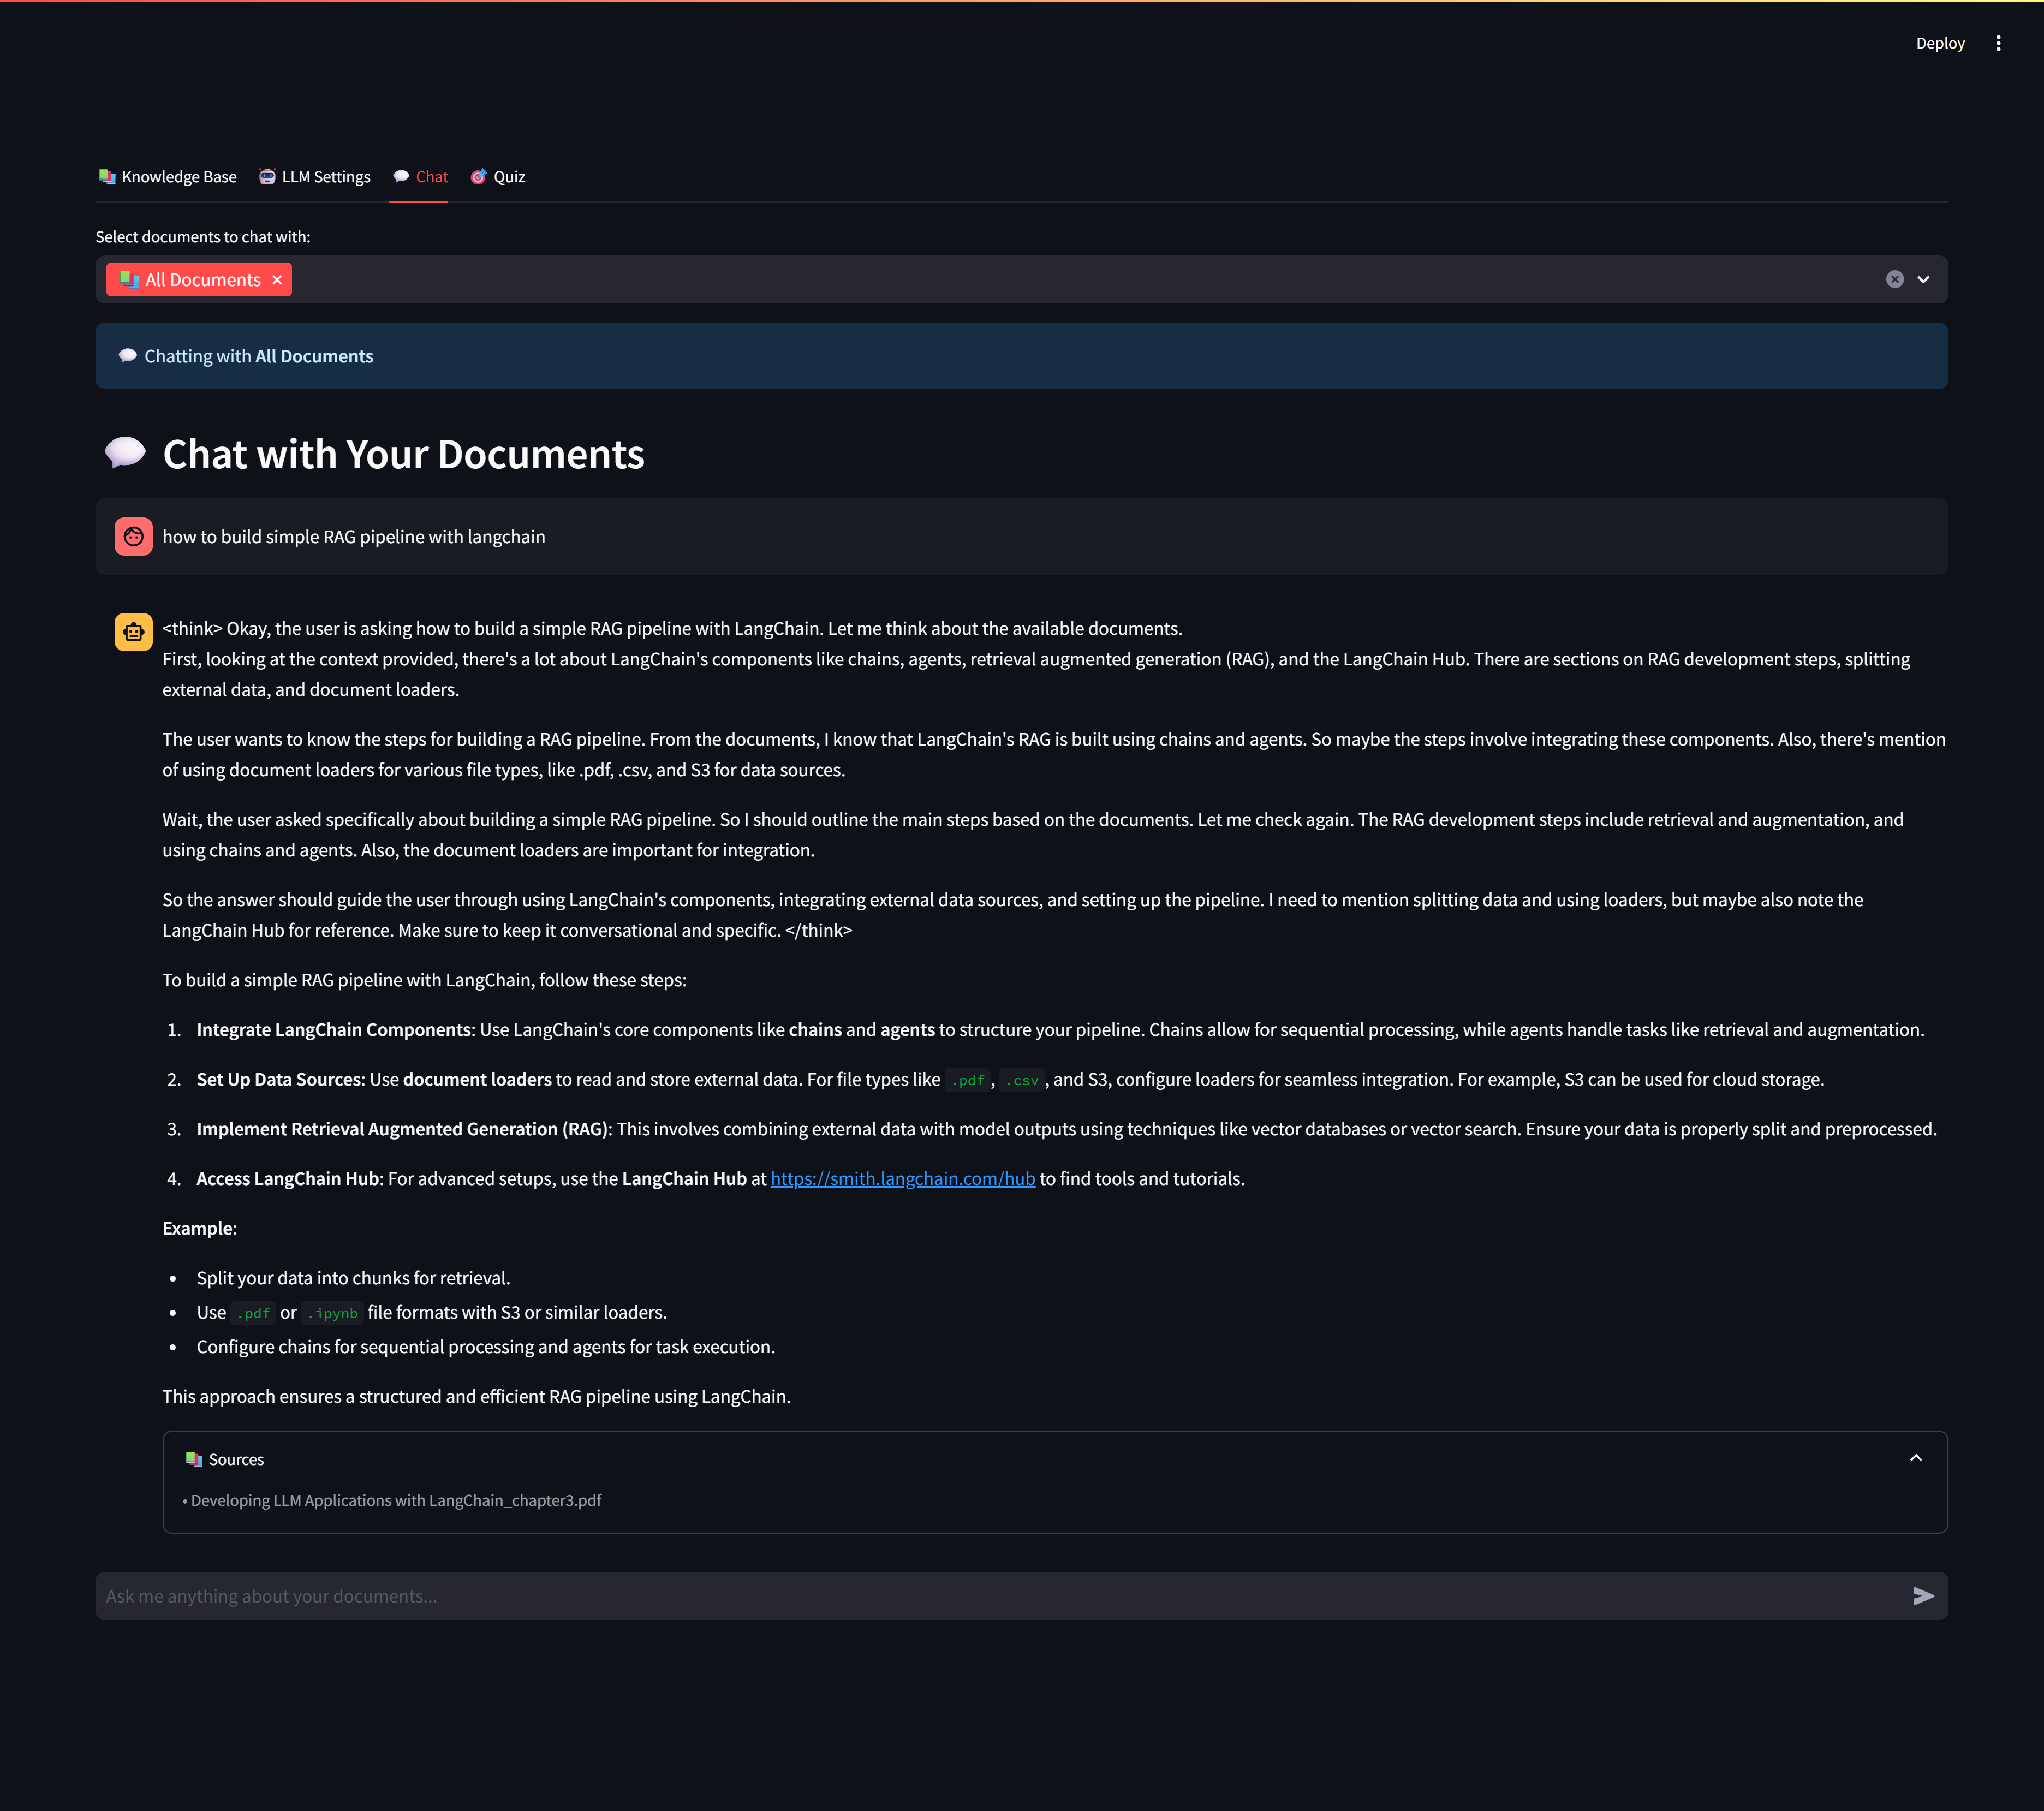 Deploy
Knowledge Base LLM Settings Chat Quiz
Select documents to chat with:
All Documents
Chatting with All Documents
Chat with Your Documents
how to build simple RAG pipeline with langchain
<think> Okay, the user is asking how to build a simple RAG pipeline with LangChain. Let me think about the available documents.
First, looking at the context provided, there's a lot about LangChain's components like chains, agents, retrieval augmented generation (RAG), and the LangChain Hub. There are sections on RAG development steps, splitting
external data, and document loaders.
The user wants to know the steps for building a RAG pipeline. From the documents, I know that LangChain's RAG is built using chains and agents. So maybe the steps involve integrating these components. Also, there's mention
of using document loaders for various file types, like .pdf, .csv, and S3 for data sources.
Wait, the user asked specifically about building a simple RAG pipeline. So I should outline the main steps based on the documents. Let me check again. The RAG development steps include retrieval and augmentation, and
using chains and agents. Also, the document loaders are important for integration.
So the answer should guide the user through using LangChain's components, integrating external data sources, and setting up the pipeline. I need to mention splitting data and using loaders, but maybe also note the
LangChain Hub for reference. Make sure to keep it conversational and specific. </think>
To build a simple RAG pipeline with LangChain, follow these steps:
1. Integrate LangChain Components: Use LangChain's core components like chains and agents to structure your pipeline. Chains allow for sequential processing, while agents handle tasks like retrieval and augmentation.
2. Set Up Data Sources: Use document loaders to read and store external data. For file types like .pdf, .csv, and S3, configure loaders for seamless integration. For example, S3 can be used for cloud storage.
3. Implement Retrieval Augmented Generation (RAG): This involves combining external data with model outputs using techniques like vector databases or vector search. Ensure your data is properly split and preprocessed.
4. Access LangChain Hub: For advanced setups, use the LangChain Hub at https://smith.langchain.com/hub to find tools and tutorials.
Example:
• Split your data into chunks for retrieval.
• Use .pdf or .ipynb file formats with S3 or similar loaders.
• Configure chains for sequential processing and agents for task execution.
This approach ensures a structured and efficient RAG pipeline using LangChain.
Sources
• Developing LLM Applications with LangChain_chapter3.pdf
Ask me anything about your documents...